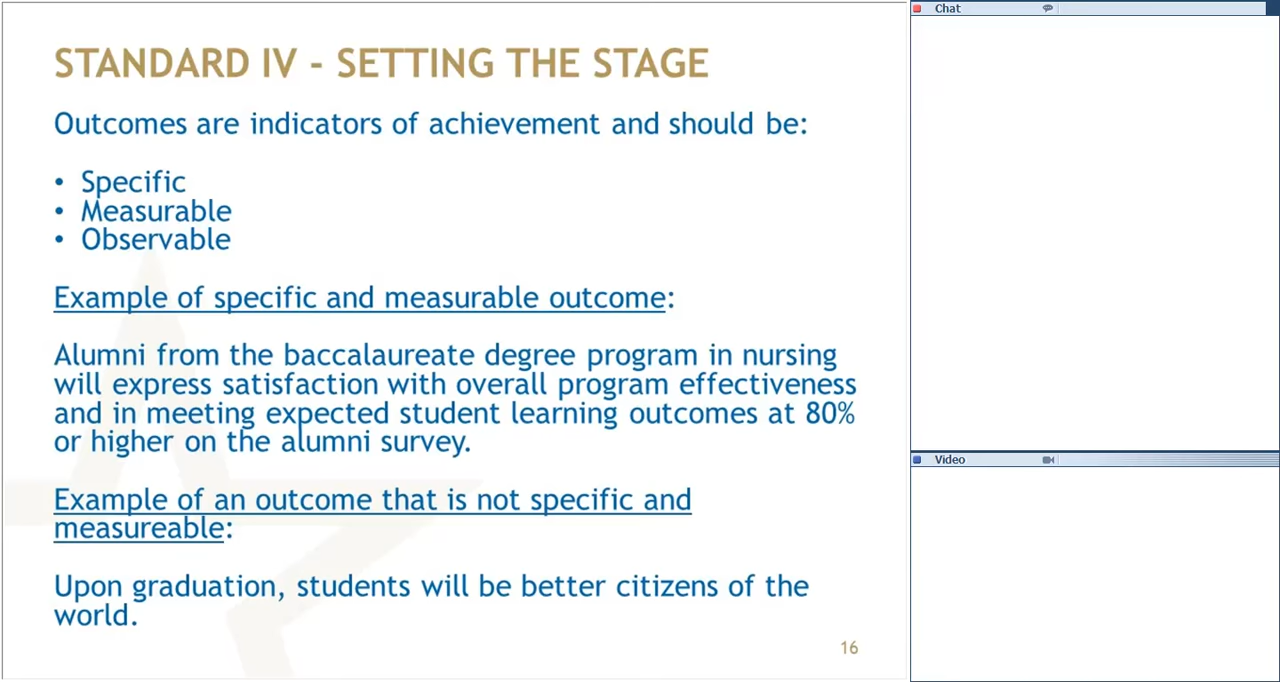 STANDARD IV - SETTING THE STAGE
Outcomes are indicators of achievement and should be:
• Specific
• Measurable
• Observable
Example of specific and measurable outcome:
Alumni from the baccalaureate degree program in nursing
will express satisfaction with overall program effectiveness
and in meeting expected student learning outcomes at 80%
or higher on the alumni survey.
Example of an outcome that is not specific and
measureable:
Upon graduation, students will be better citizens of the
world.
16
Chat
Video